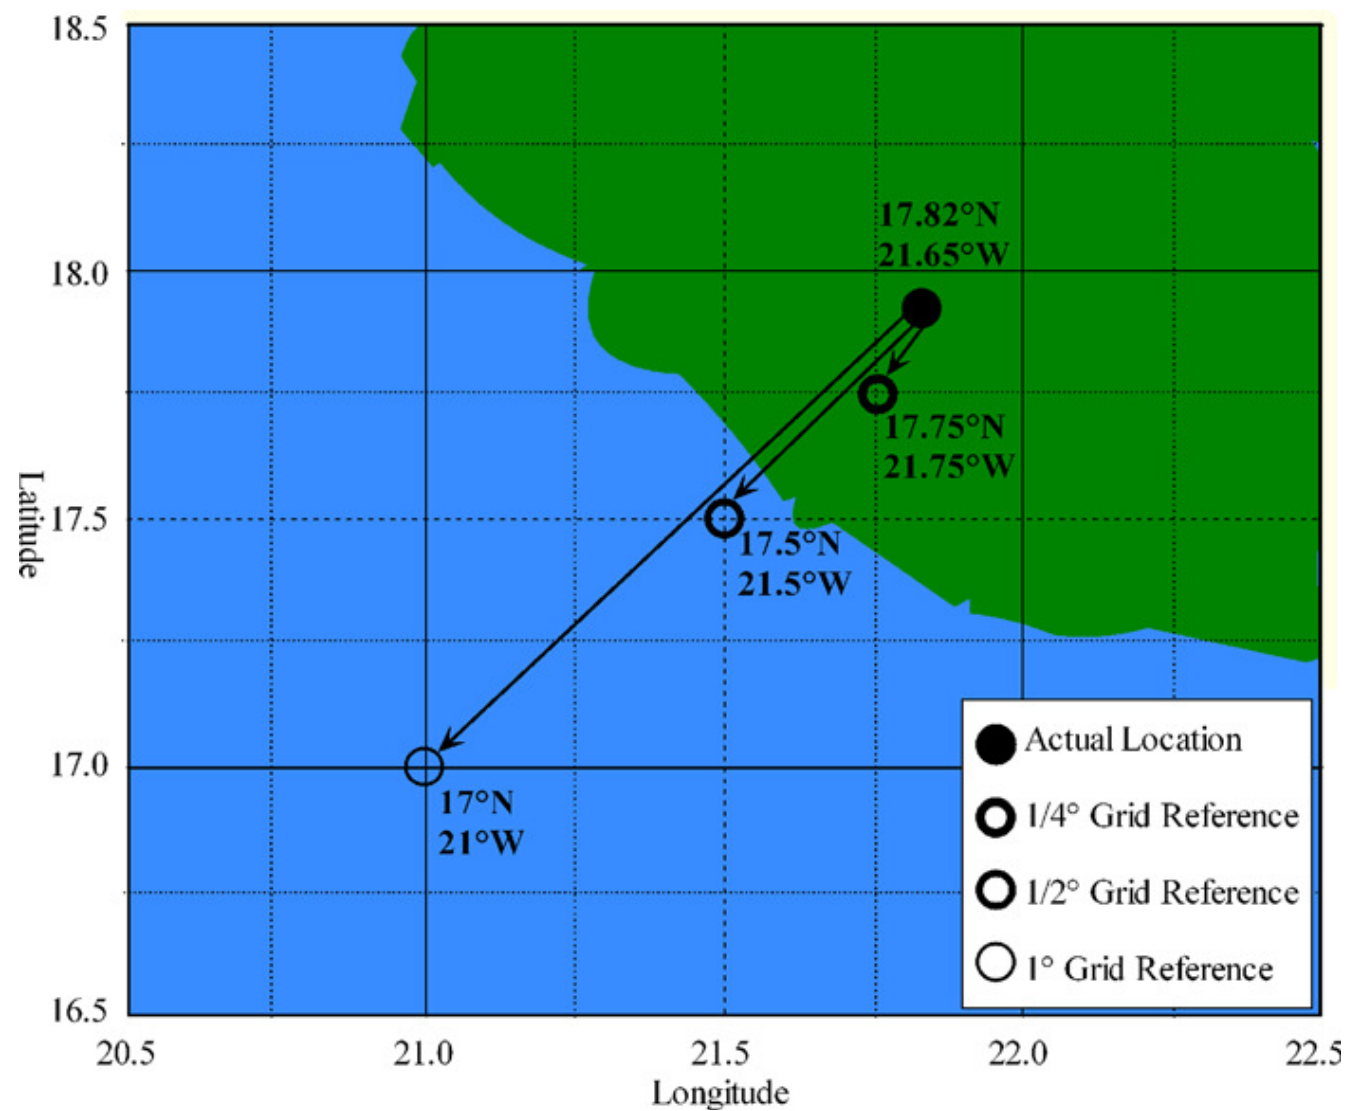 18.5
17.82°N
21.65°W
18.0
17.75°N
21.75°W
Latitude
17.5
17.5°N
21.5°W
17.0
17°N
21°W
Actual Location
1/4° Grid Reference
1/2° Grid Reference
1° Grid Reference
16.5
20.5 21.0 21.5 22.0 22.5
Longitude